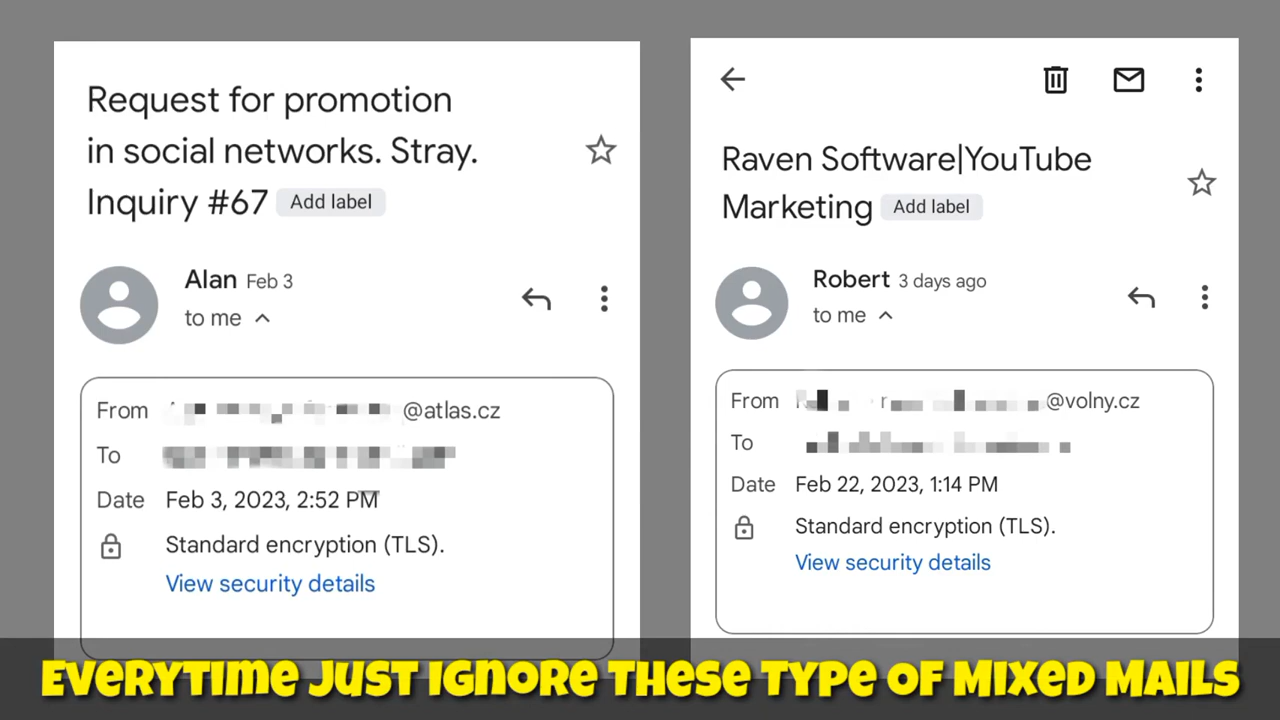 Request for promotion
in social networks. Stray.
Inquiry #67 Add label
Alan Feb 3
to me
From @atlas.cz
To
Date Feb 3, 2023, 2:52 PM
Standard encryption (TLS).
View security details
Raven Software|YouTube
Marketing Add label
Robert 3 days ago
to me
From @volny.cz
To
Date Feb 22, 2023, 1:14 PM
Standard encryption (TLS).
View security details
Everytime Just Ignore These Type of Mixed Mails